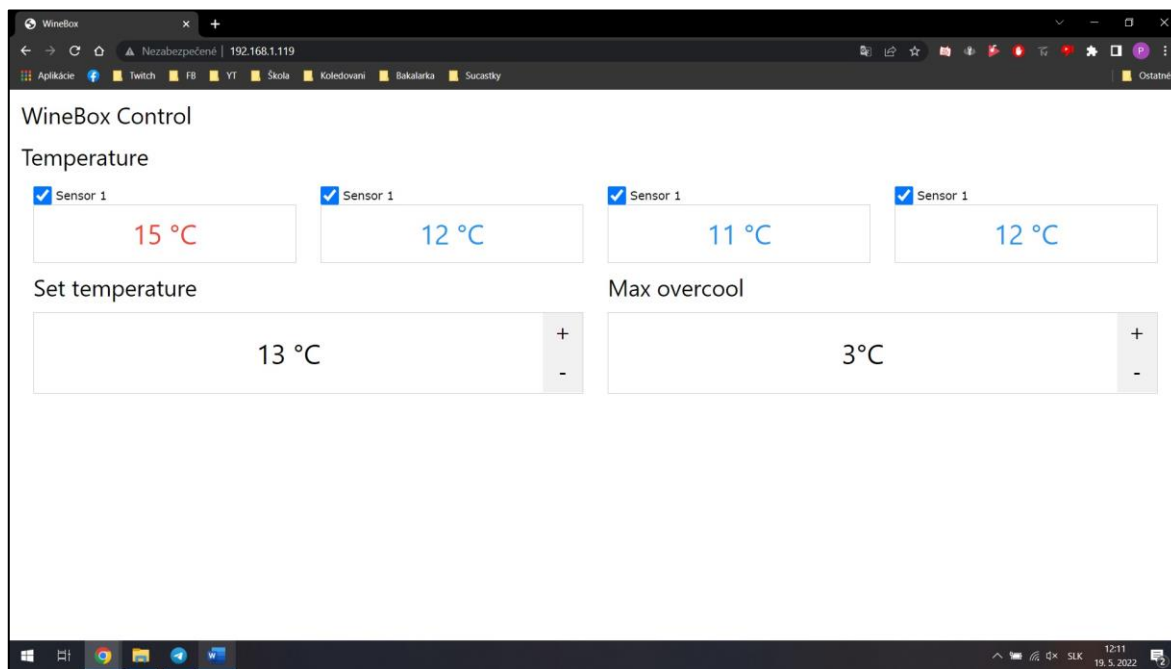 WineBox
Nezabezpečené | 192.168.1.119
Aplikácie Twitch FB YT Škola Koledovani Bakalarka Sucastky Ostatné
WineBox Control
Temperature
Sensor 1 Sensor 1 Sensor 1 Sensor 1
15 °C 12 °C 11 °C 12 °C
Set temperature Max overcool
+ +
13 °C 3°C
- -
SLK 12:11
19. 5. 2022